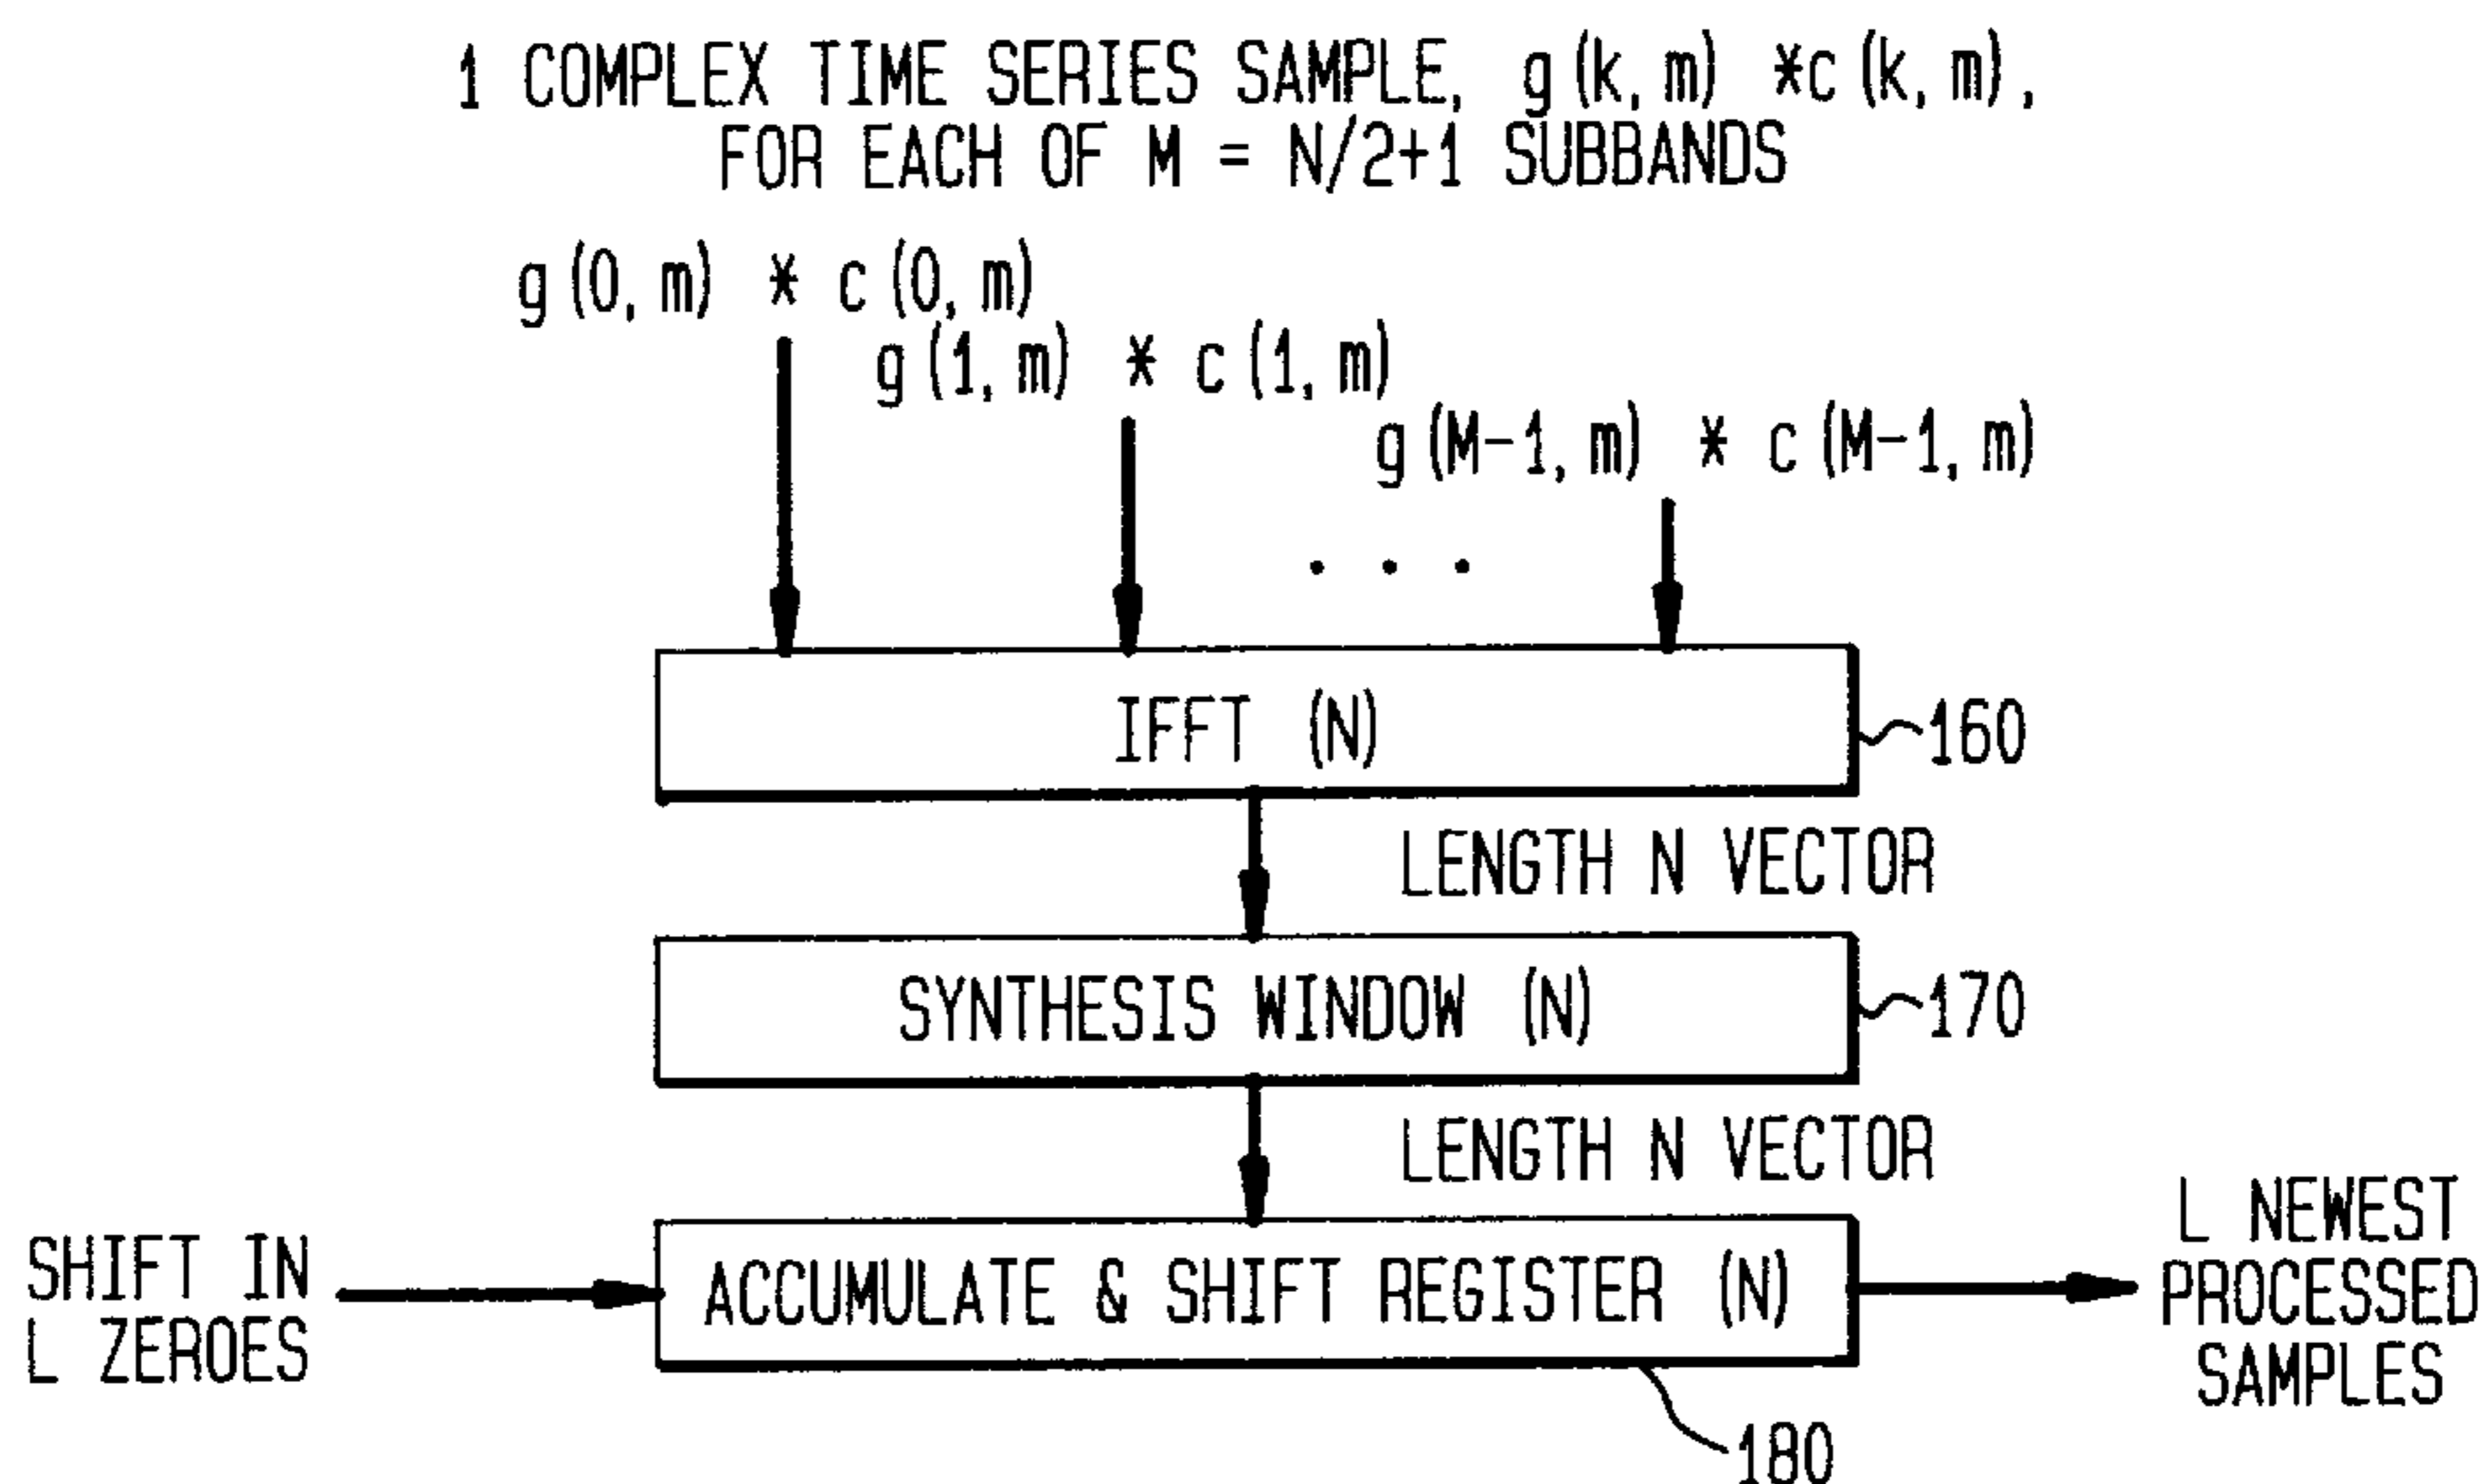 1 COMPLEX TIME SERIES SAMPLE, g(k,m) *c(k,m),
FOR EACH OF M = N/2+1 SUBBANDS
g(0,m) * c(0,m)
g(1,m) * c(1,m)
g(M-1,m) * c(M-1,m)
. . .
IFFT (N)
160
LENGTH N VECTOR
SYNTHESIS WINDOW (N)
170
LENGTH N VECTOR
SHIFT IN
L ZEROES
ACCUMULATE & SHIFT REGISTER (N)
L NEWEST
PROCESSED
SAMPLES
180